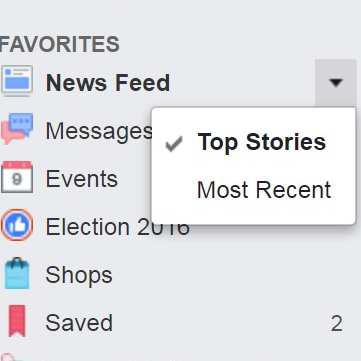 FAVORITES
News Feed
Messages
Top Stories
Events
9
Most Recent
Election 2016
Shops
Saved 2